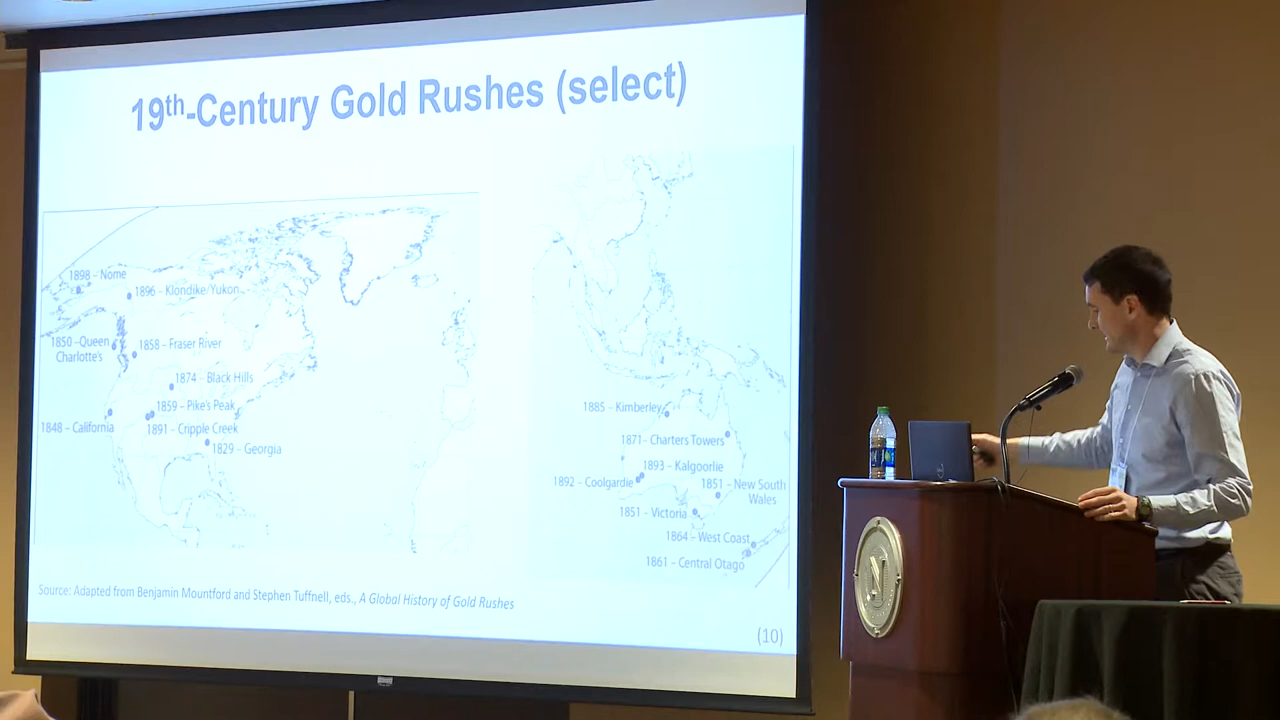 19th-Century Gold Rushes (select)
1898 – Nome
1896 – Klondike/Yukon
1850 –Queen
Charlotte's
1858 – Fraser River
1874 – Black Hills
1859 – Pike's Peak
1848 – California
1891 – Cripple Creek
1829 – Georgia
1885 – Kimberley
1871– Charters Towers
1893 – Kalgoorlie
1892 – Coolgardie
1851 – New South
Wales
1851 – Victoria
1864 – West Coast
1861 – Central Otago
Source: Adapted from Benjamin Mountford and Stephen Tuffnell, eds., A Global History of Gold Rushes
(10)
N